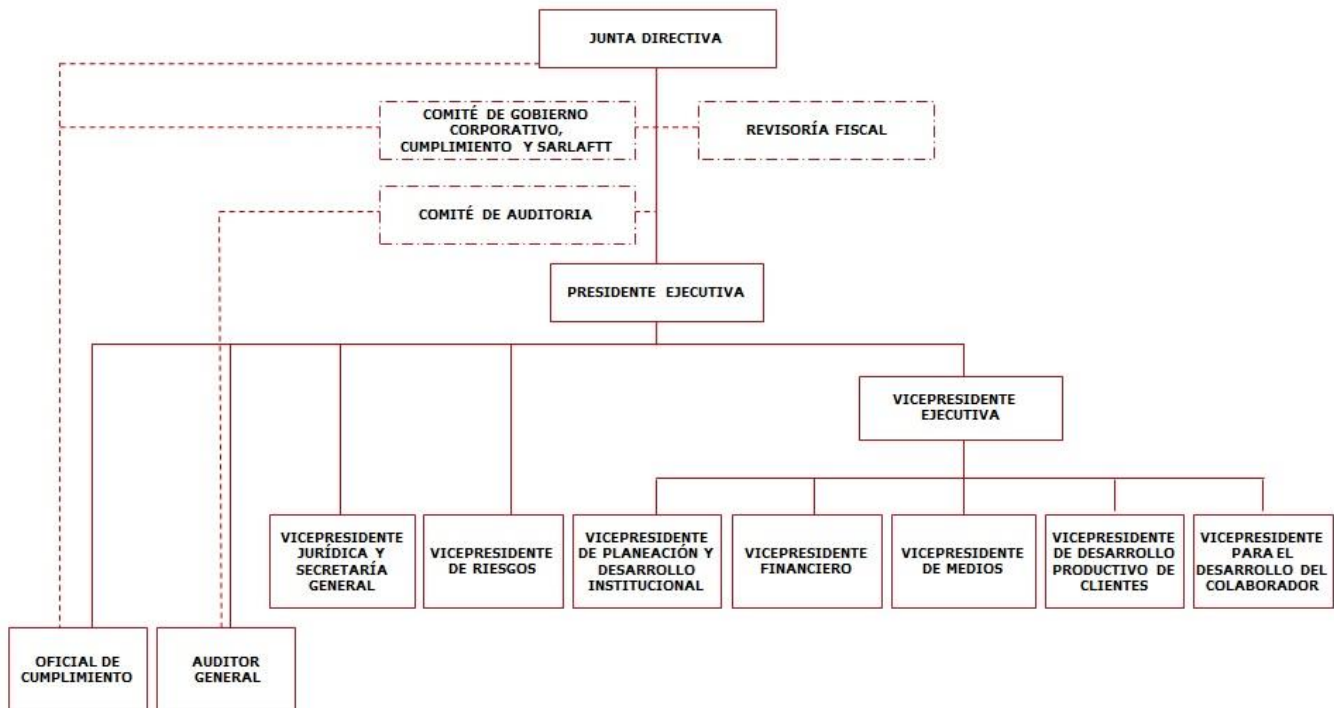 JUNTA DIRECTIVA
COMITÉ DE GOBIERNO
CORPORATIVO,
CUMPLIMIENTO Y SARLAFTT
REVISORÍA FISCAL
COMITÉ DE AUDITORIA
PRESIDENTE EJECUTIVA
VICEPRESIDENTE
EJECUTIVA
VICEPRESIDENTE
JURÍDICA Y
SECRETARÍA
GENERAL
VICEPRESIDENTE
DE RIESGOS
VICEPRESIDENTE
DE PLANEACIÓN Y
DESARROLLO
INSTITUCIONAL
VICEPRESIDENTE
FINANCIERO
VICEPRESIDENTE
DE MEDIOS
VICEPRESIDENTE
DE DESARROLLO
PRODUCTIVO DE
CLIENTES
VICEPRESIDENTE
PARA EL
DESARROLLO DEL
COLABORADOR
OFICIAL DE
CUMPLIMIENTO
AUDITOR
GENERAL